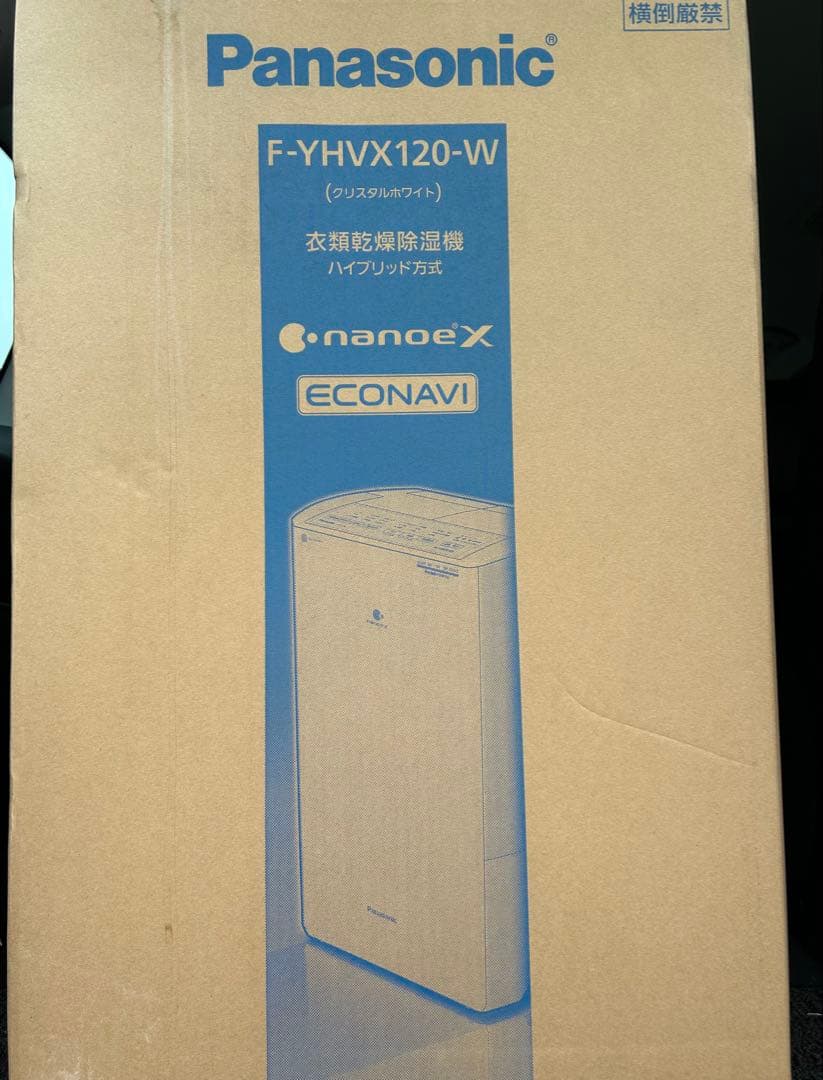 横倒厳禁
Panasonic®
F-YHVX120-W
(クリスタルホワイト)
衣類乾燥除湿機
ハイブリッド方式
nanoe®X
ECONAVI
nanoeX
Panasonic